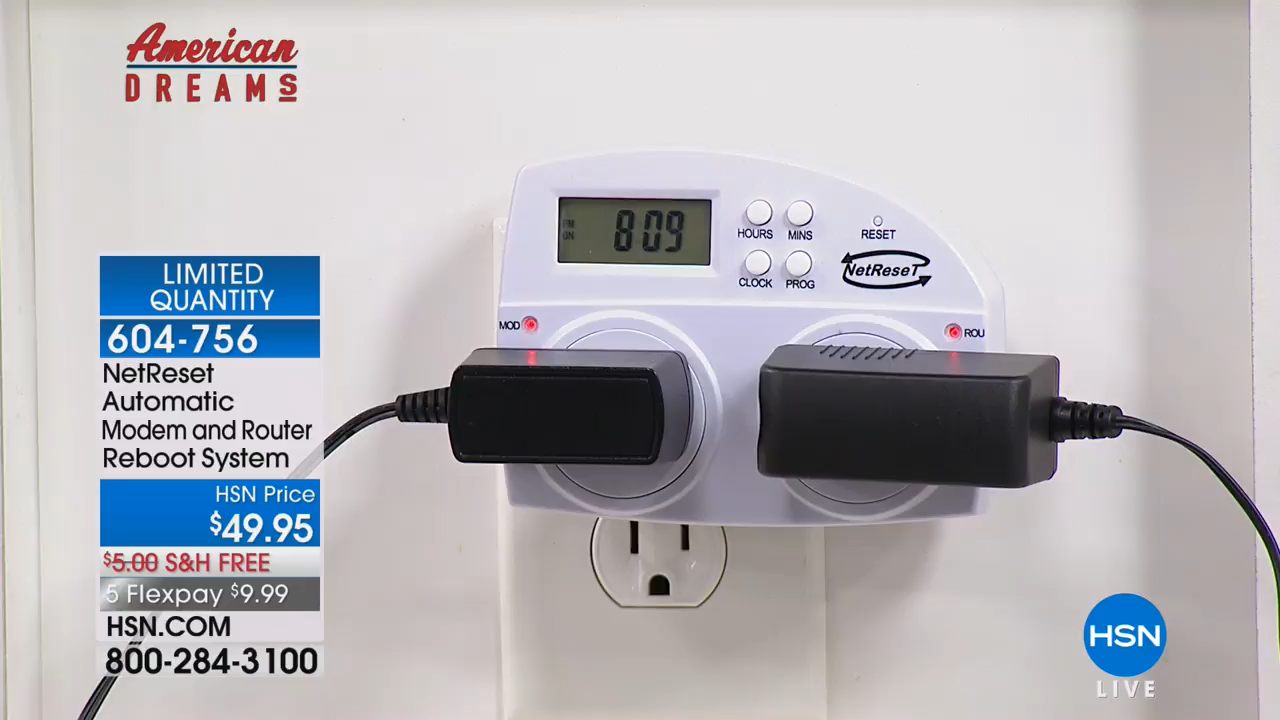 American
DREAMS
PM
ON
8 09
HOURS
MINS
RESET
CLOCK
PROG
NetReseT
MOD
ROU
LIMITED
QUANTITY
604-756
NetReset
Automatic
Modem and Router
Reboot System
HSN Price
$49.95
$5.00 S&H FREE
5 Flexpay $9.99
HSN.COM
800-284-3100
HSN
LIVE